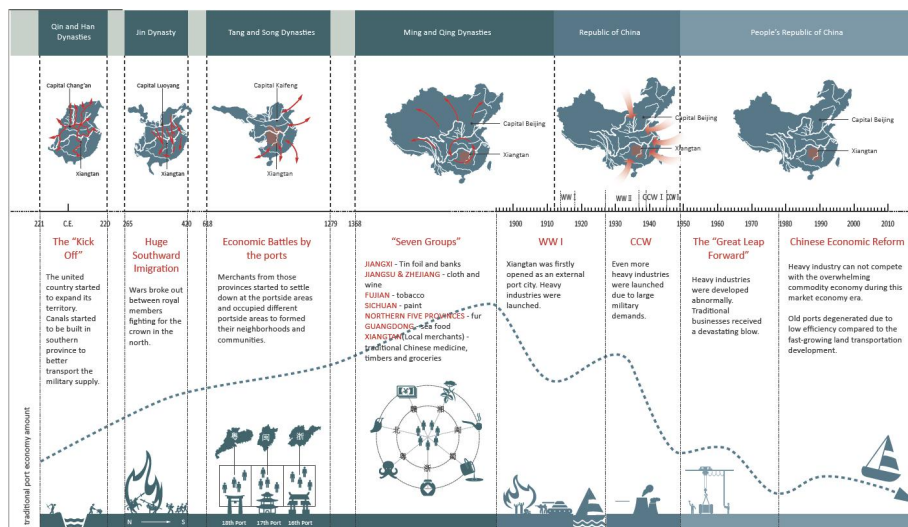 Qin and Han
Dynasties
Jin Dynasty
Tang and Song Dynasties
Ming and Qing Dynasties
Republic of China
People's Republic of China
Capital Chang'an
Xiangtan
Capital Luoyang
Xiangtan
Capital Kaifeng
Xiangtan
Capital Beijing
Xiangtan
Capital Beijing
Xiangtan
Capital Beijing
Xiangtan
WW I
WW II
CCW I
221
C.E.
220
265
420
618
1279
1368
1900
1910
1920
1930
1940
1950
1960
1970
1980
1990
2000
2010
The "Kick
Off"
The united
country started
to expand its
territory.
Canals started
to be built in
southern
province to
better
transport the
military supply.
Huge
Southward
Imigration
Wars broke out
between royal
members
fighting for the
crown in the
north.
Economic Battles by
the ports
Merchants from those
provinces started to settle
down at the portside areas
and occupied different
portside areas to formed
their neighborhoods and
communities.
"Seven Groups"
JIANGXI - Tin foil and banks
JIANGSU & ZHEJIANG - cloth and
wine
FUJIAN - tobacco
SICHUAN - paint
NORTHERN FIVE PROVINCES - fur
GUANGDONG - sea food
XIANGTAN(Local merchants) -
traditional Chinese medicine,
timbers and groceries
WW I
Xiangtan was firstly
opened as an external
port city. Heavy
industries were
launched.
CCW
Even more
heavy industries
were launched
due to large
military
demands.
The "Great Leap
Forward"
Heavy industries
were developed
abnormally.
Traditional
businesses received
a devastating blow.
Chinese Economic Reform
Heavy industry can not compete
with the overwhelming
commodity economy during this
market economy era.
Old ports degenerated due to
low efficiency compared to the
fast-growing land transportation
development.
traditional port economy amount
N
S
粤
闽
浙
18th Port
17th Port
16th Port
赣
湘
北
闽
粤
浙